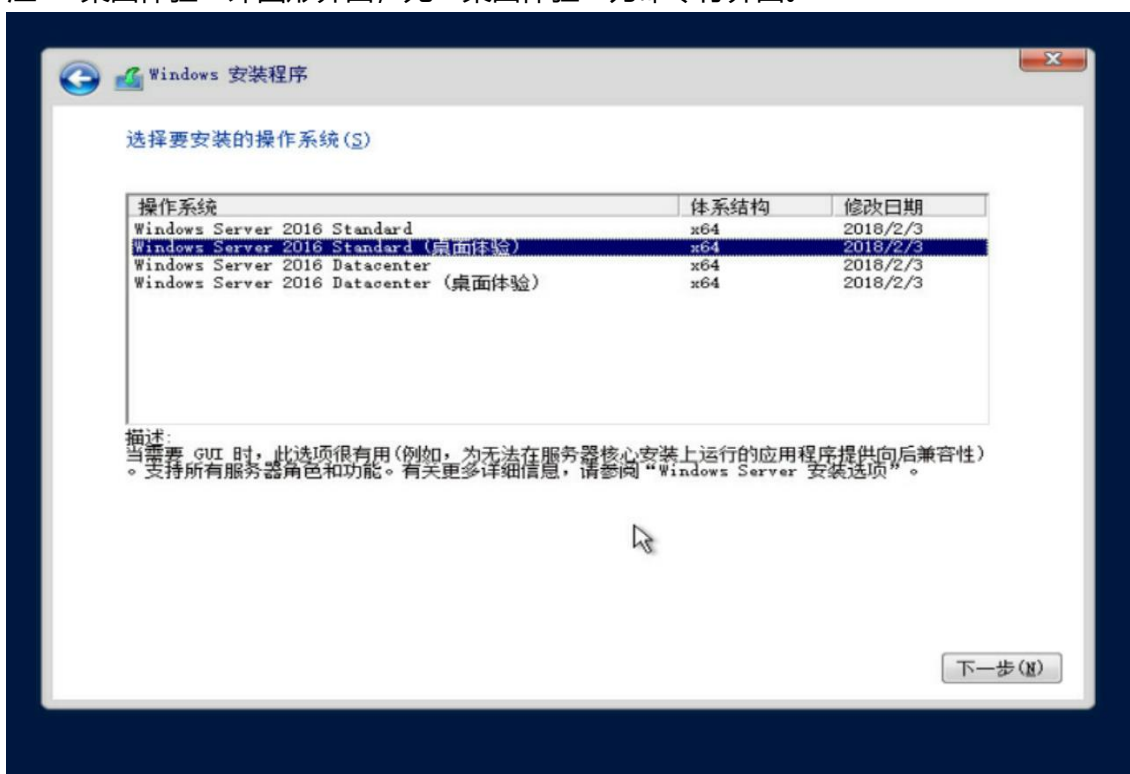 Windows 安装程序
选择要安装的操作系统(S)
操作系统 体系结构 修改日期
Windows Server 2016 Standard x64 2018/2/3
Windows Server 2016 Standard (桌面体验) x64 2018/2/3
Windows Server 2016 Datacenter x64 2018/2/3
Windows Server 2016 Datacenter (桌面体验) x64 2018/2/3
描述:
当需要 GUI 时,此选项很有用(例如,为无法在服务器核心安装上运行的应用程序提供向后兼容性)
。支持所有服务器角色和功能。有关更多详细信息,请参阅“Windows Server 安装选项”。
下一步(N)